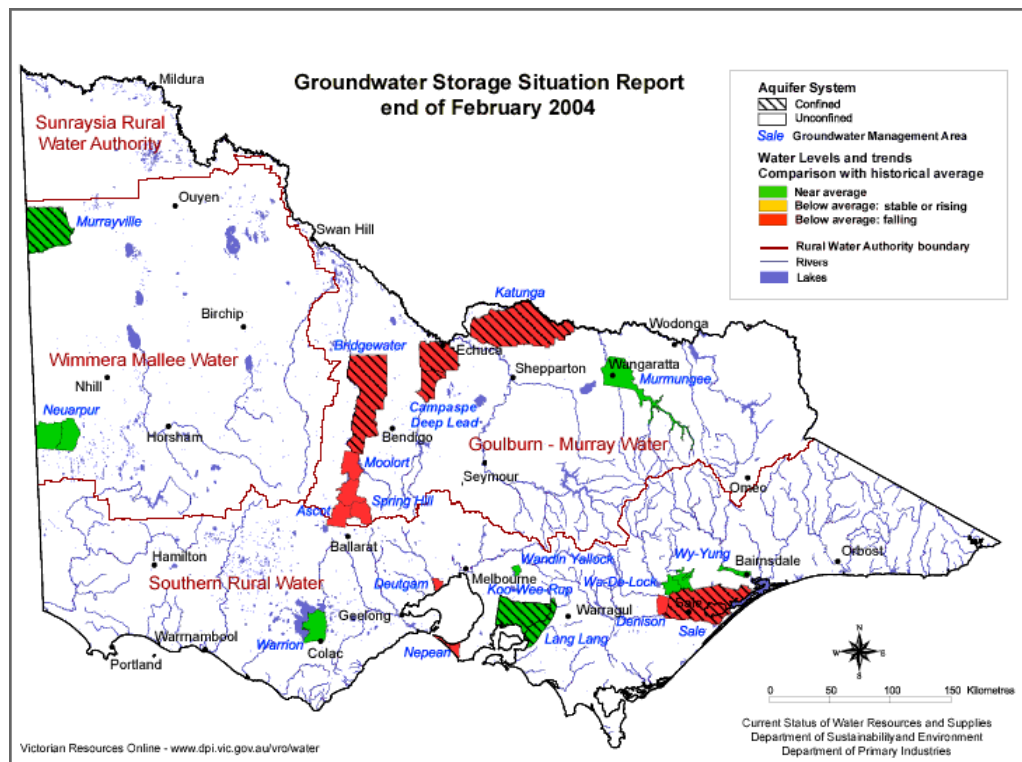 Groundwater Storage Situation Report
end of February 2004
Aquifer System
Confined
Unconfined
Sale Groundwater Management Area
Water Levels and trends
Comparison with historical average
Near average
Below average: stable or rising
Below average: falling
Rural Water Authority boundary
Rivers
Lakes
Mildura
Sunraysia Rural
Water Authority
Ouyen
Murrayville
Swan Hill
Katunga
Birchip
Wodonga
Bridgewater
Echuca
Wimmera Mallee Water
Shepparton
Wangaratta
Nhill
Murmungee
Neuarpur
Campaspe
Deep Lead
Horsham
Bendigo
Goulburn - Murray Water
Moolort
Seymour
Omeo
Ascot
Spring Hill
Ballarat
Hamilton
Wandin Yallock
Wy-Yung
Orbost
Bairnsdale
Southern Rural Water
Deutgam
Melbourne
Wa-De-Lock
Koo-Wee-Rup
Geelong
Warragul
Sale
Denison
Sale
Warrnambool
Warrion
Colac
Nepean
Lang Lang
Portland
N
W
E
S
0 50 100 150 Kilometres
Current Status of Water Resources and Supplies
Department of Sustainability and Environment
Department of Primary Industries
Victorian Resources Online - www.dpi.vic.gov.au/vro/water